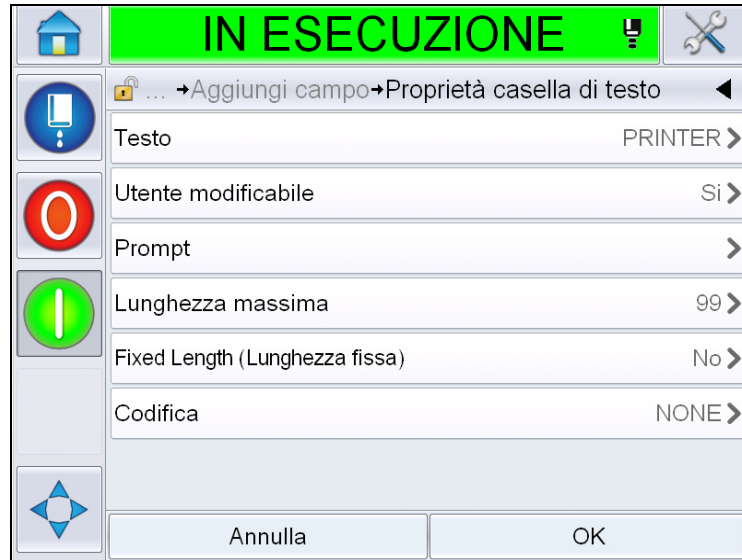 IN ESECUZIONE
... →Aggiungi campo→Proprietà casella di testo
Testo PRINTER
Utente modificabile Si
Prompt
Lunghezza massima 99
Fixed Length (Lunghezza fissa) No
Codifica NONE
Annulla OK